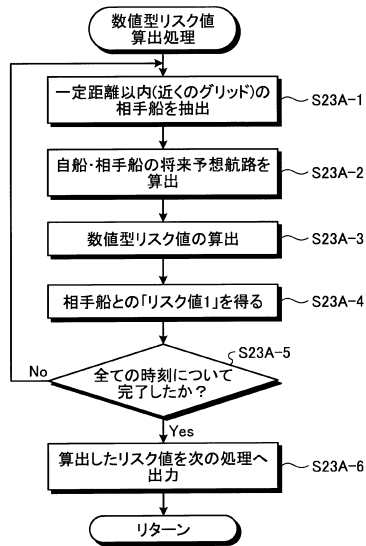 数値型リスク値
算出処理
一定距離以内(近くのグリッド)の
相手船を抽出
S23A-1
自船・相手船の将来予想航路を
算出
S23A-2
数値型リスク値の算出
S23A-3
相手船との「リスク値1」を得る
S23A-4
S23A-5
全ての時刻について
完了したか?
No
Yes
算出したリスク値を次の処理へ
出力
S23A-6
リターン